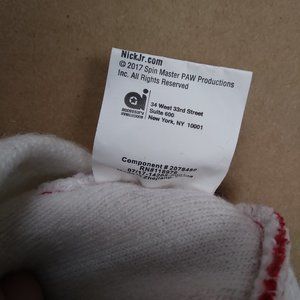 NickJr.com
© 2017 Spin Master PAW Productions
Inc. All Rights Reserved
ai
34 West 33rd Street
Suite 600
New York, NY 10001
Component #